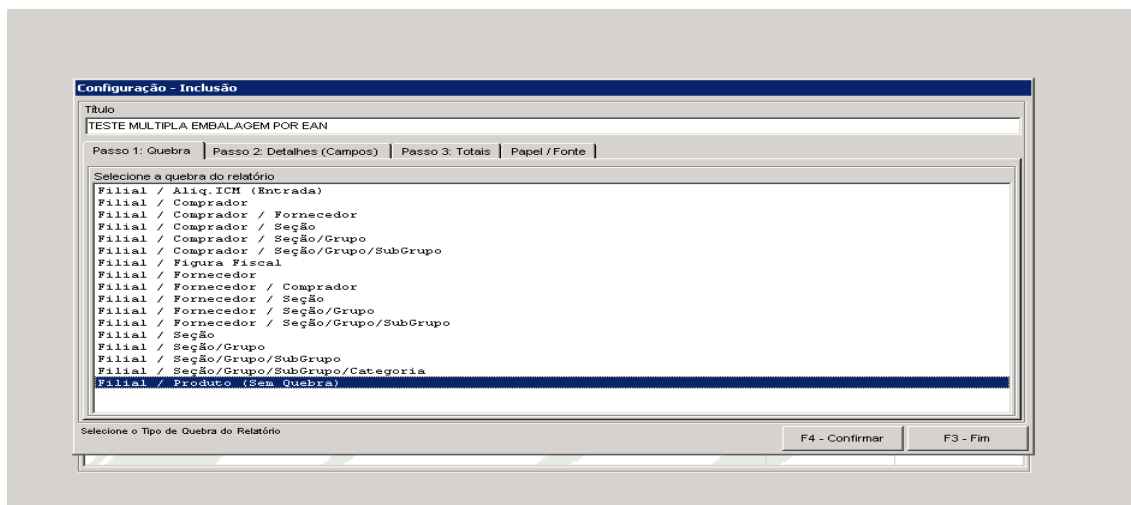 Configuração - Inclusão
Título
TESTE MULTIPLA EMBALAGEM POR EAN
Passo 1: Quebra Passo 2: Detalhes (Campos) Passo 3: Totais Papel / Fonte
Selecione a quebra do relatório
Filial / Aliq.ICM (Entrada)
Filial / Comprador
Filial / Comprador / Fornecedor
Filial / Comprador / Seção
Filial / Comprador / Seção/Grupo
Filial / Comprador / Seção/Grupo/SubGrupo
Filial / Figura Fiscal
Filial / Fornecedor
Filial / Fornecedor / Comprador
Filial / Fornecedor / Seção
Filial / Fornecedor / Seção/Grupo
Filial / Fornecedor / Seção/Grupo/SubGrupo
Filial / Seção
Filial / Seção/Grupo
Filial / Seção/Grupo/SubGrupo
Filial / Seção/Grupo/SubGrupo/Categoria
Filial / Produto (Sem Quebra)
Selecione o Tipo de Quebra do Relatório
F4 - Confirmar F3 - Fim